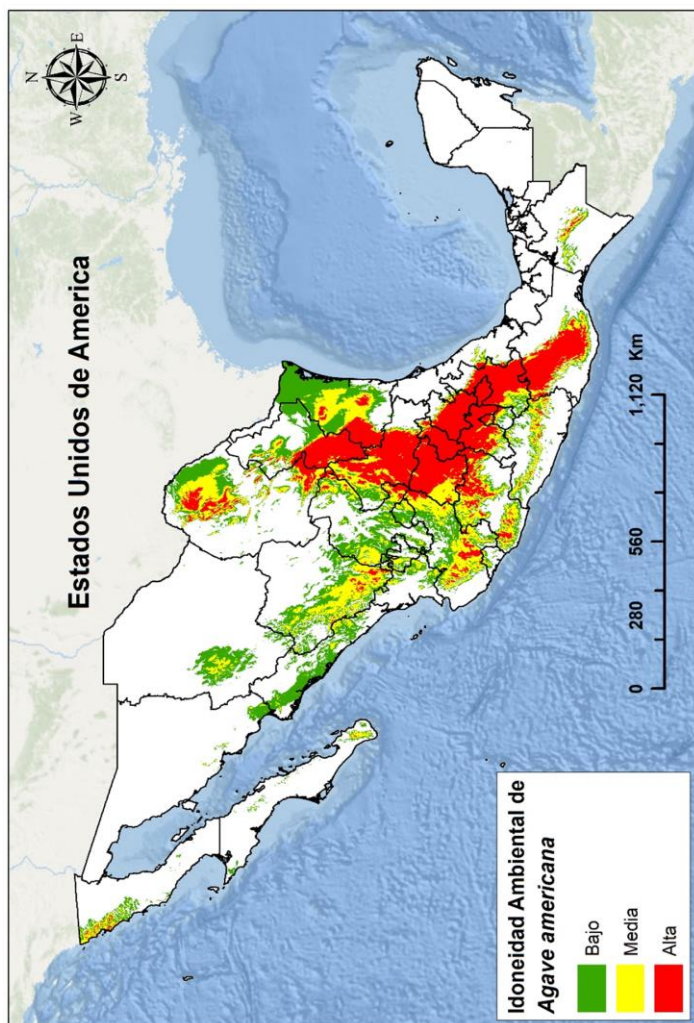 Estados Unidos de America
N
E
S
W
0 280 560 1,120 Km
Idoneidad Ambiental de
Agave americana
Bajo
Media
Alta